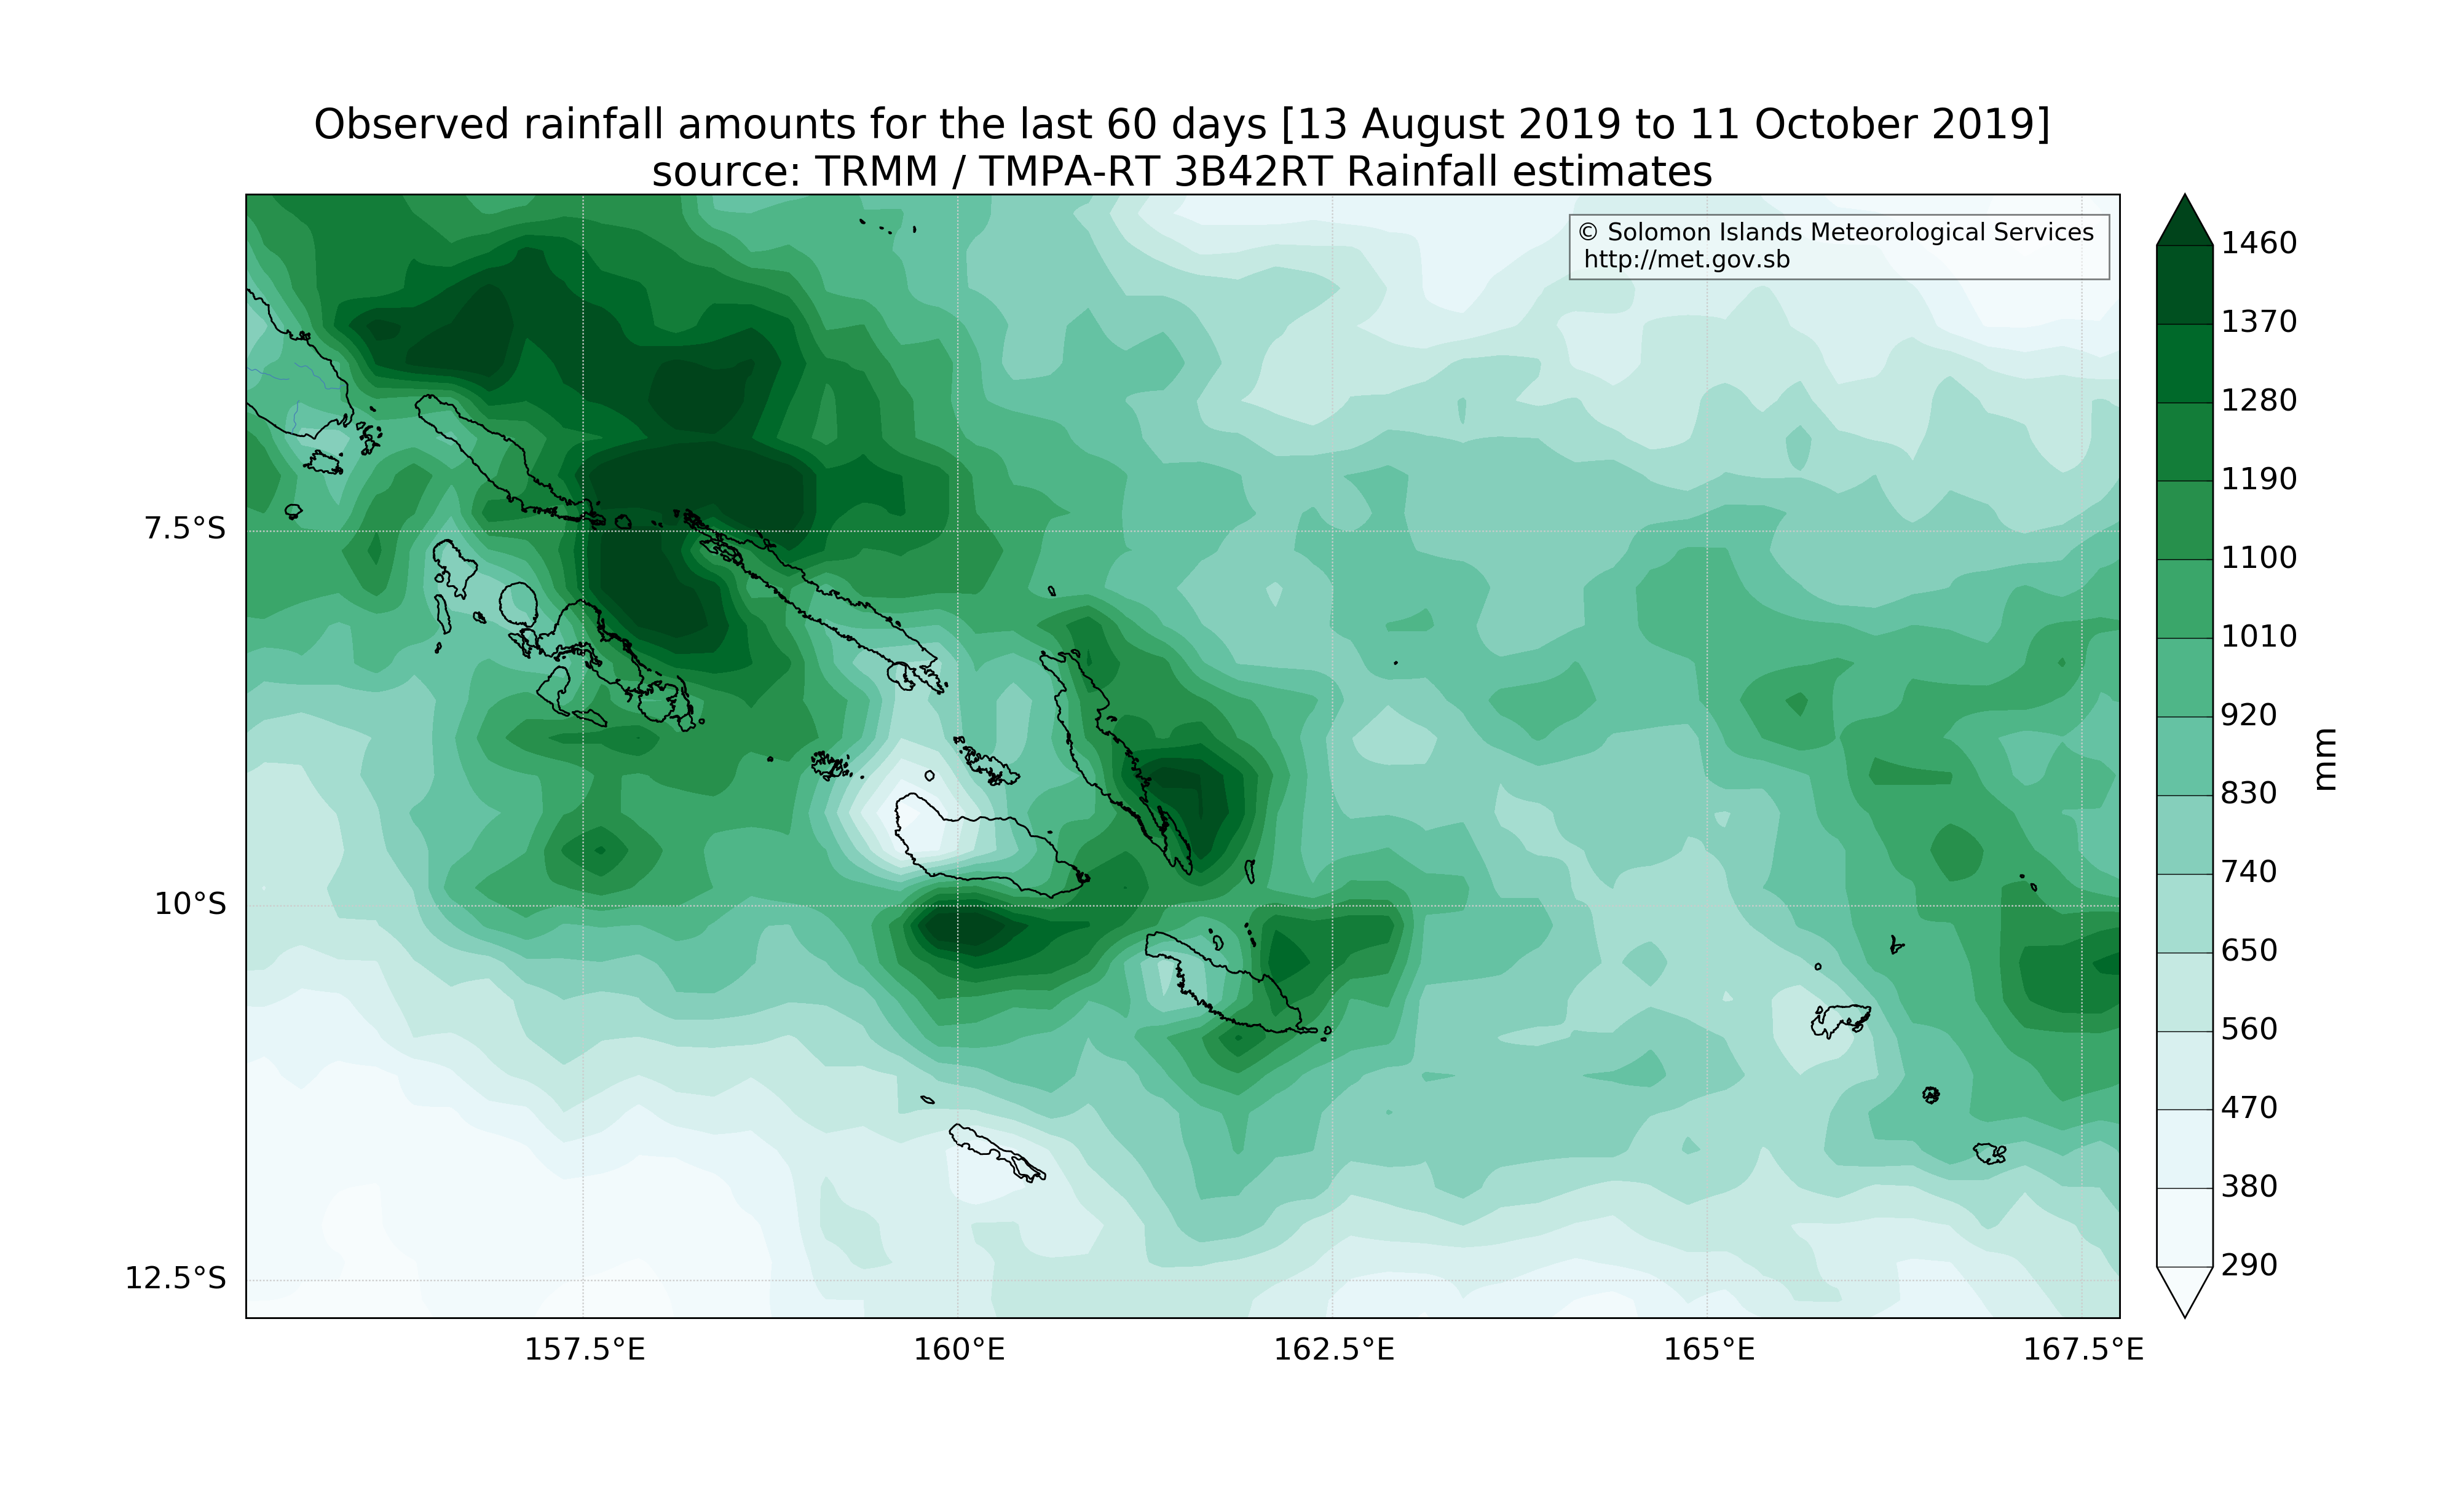 Observed rainfall amounts for the last 60 days [13 August 2019 to 11 October 2019]
source: TRMM / TMPA-RT 3B42RT Rainfall estimates
© Solomon Islands Meteorological Services
http://met.gov.sb
7.5°S
10°S
12.5°S
157.5°E
160°E
162.5°E
165°E
167.5°E
1460
1370
1280
1190
1100
1010
920
830
740
650
560
470
380
290
mm